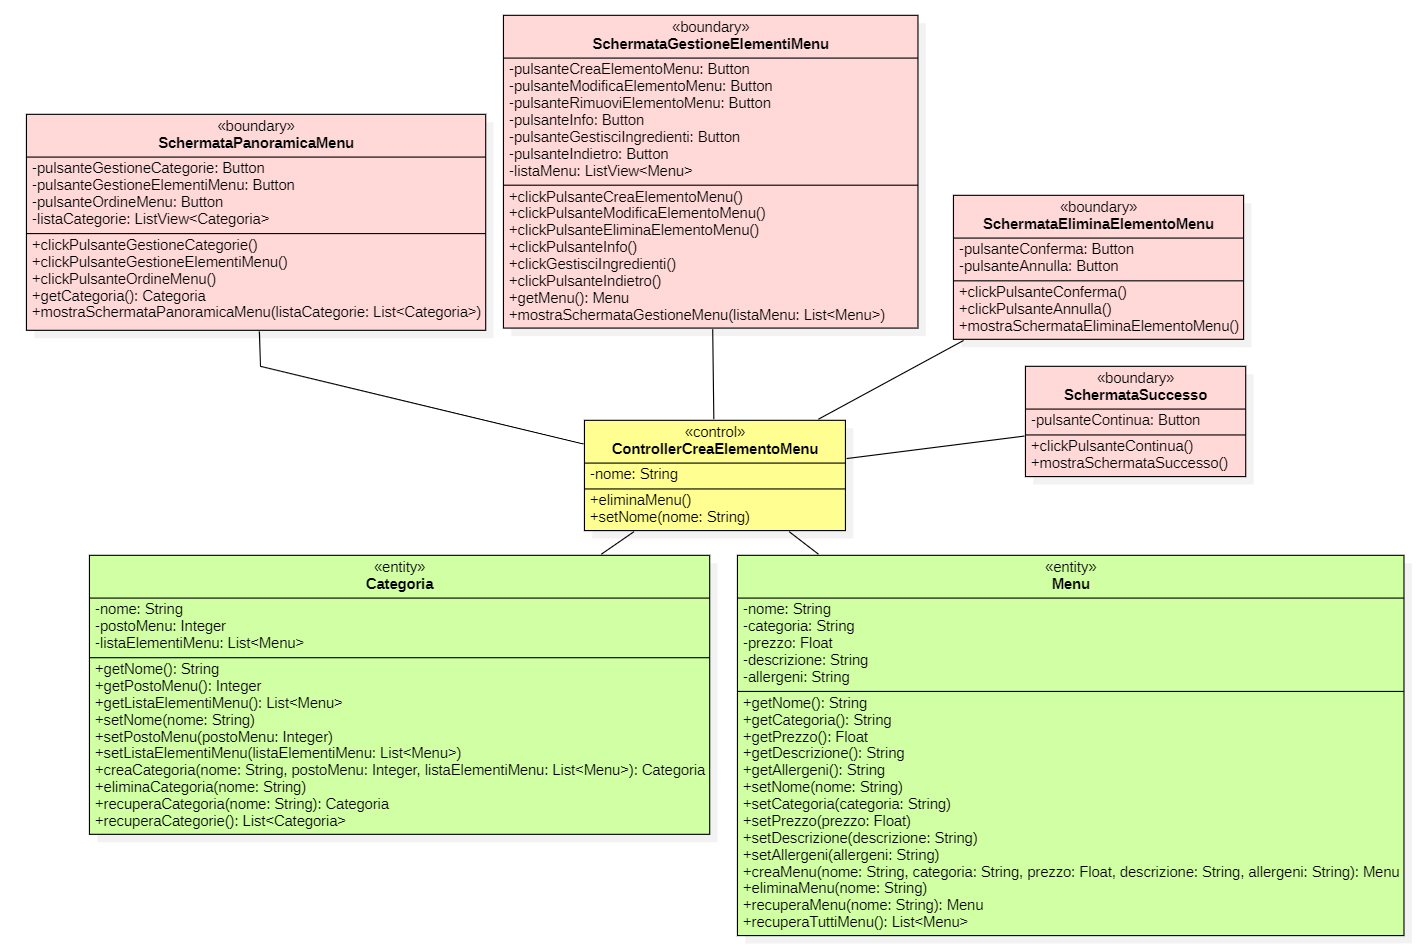 «boundary»
SchermataPanoramicaMenu
-pulsanteGestioneCategorie: Button
-pulsanteGestioneElementiMenu: Button
-pulsanteOrdineMenu: Button
-listaCategorie: ListView<Categoria>
+clickPulsanteGestioneCategorie()
+clickPulsanteGestioneElementiMenu()
+clickPulsanteOrdineMenu()
+getCategoria(): Categoria
+mostraSchermataPanoramicaMenu(listaCategorie: List<Categoria>)
«boundary»
SchermataGestioneElementiMenu
-pulsanteCreaElementoMenu: Button
-pulsanteModificaElementoMenu: Button
-pulsanteRimuoviElementoMenu: Button
-pulsanteInfo: Button
-pulsanteGestisciIngredienti: Button
-pulsanteIndietro: Button
-listaMenu: ListView<Menu>
+clickPulsanteCreaElementoMenu()
+clickPulsanteModificaElementoMenu()
+clickPulsanteEliminaElementoMenu()
+clickPulsanteInfo()
+clickGestisciIngredienti()
+clickPulsanteIndietro()
+getMenu(): Menu
+mostraSchermataGestioneMenu(listaMenu: List<Menu>)
«boundary»
SchermataEliminaElementoMenu
-pulsanteConferma: Button
-pulsanteAnnulla: Button
+clickPulsanteConferma()
+clickPulsanteAnnulla()
+mostraSchermataEliminaElementoMenu()
«boundary»
SchermataSuccesso
-pulsanteContinua: Button
+clickPulsanteContinua()
+mostraSchermataSuccesso()
«control»
ControllerCreaElementoMenu
-nome: String
+eliminaMenu()
+setNome(nome: String)
«entity»
Categoria
-nome: String
-postoMenu: Integer
-listaElementiMenu: List<Menu>
+getNome(): String
+getPostoMenu(): Integer
+getListaElementiMenu(): List<Menu>
+setNome(nome: String)
+setPostoMenu(postoMenu: Integer)
+setListaElementiMenu(listaElementiMenu: List<Menu>)
+creaCategoria(nome: String, postoMenu: Integer, listaElementiMenu: List<Menu>): Categoria
+eliminaCategoria(nome: String)
+recuperaCategoria(nome: String): Categoria
+recuperaCategorie(): List<Categoria>
«entity»
Menu
-nome: String
-categoria: String
-prezzo: Float
-descrizione: String
-allergeni: String
+getNome(): String
+getCategoria(): String
+getPrezzo(): Float
+getDescrizione(): String
+getAllergeni(): String
+setNome(nome: String)
+setCategoria(categoria: String)
+setPrezzo(prezzo: Float)
+setDescrizione(descrizione: String)
+setAllergeni(allergeni: String)
+creaMenu(nome: String, categoria: String, prezzo: Float, descrizione: String, allergeni: String): Menu
+eliminaMenu(nome: String)
+recuperaMenu(nome: String): Menu
+recuperaTuttiMenu(): List<Menu>